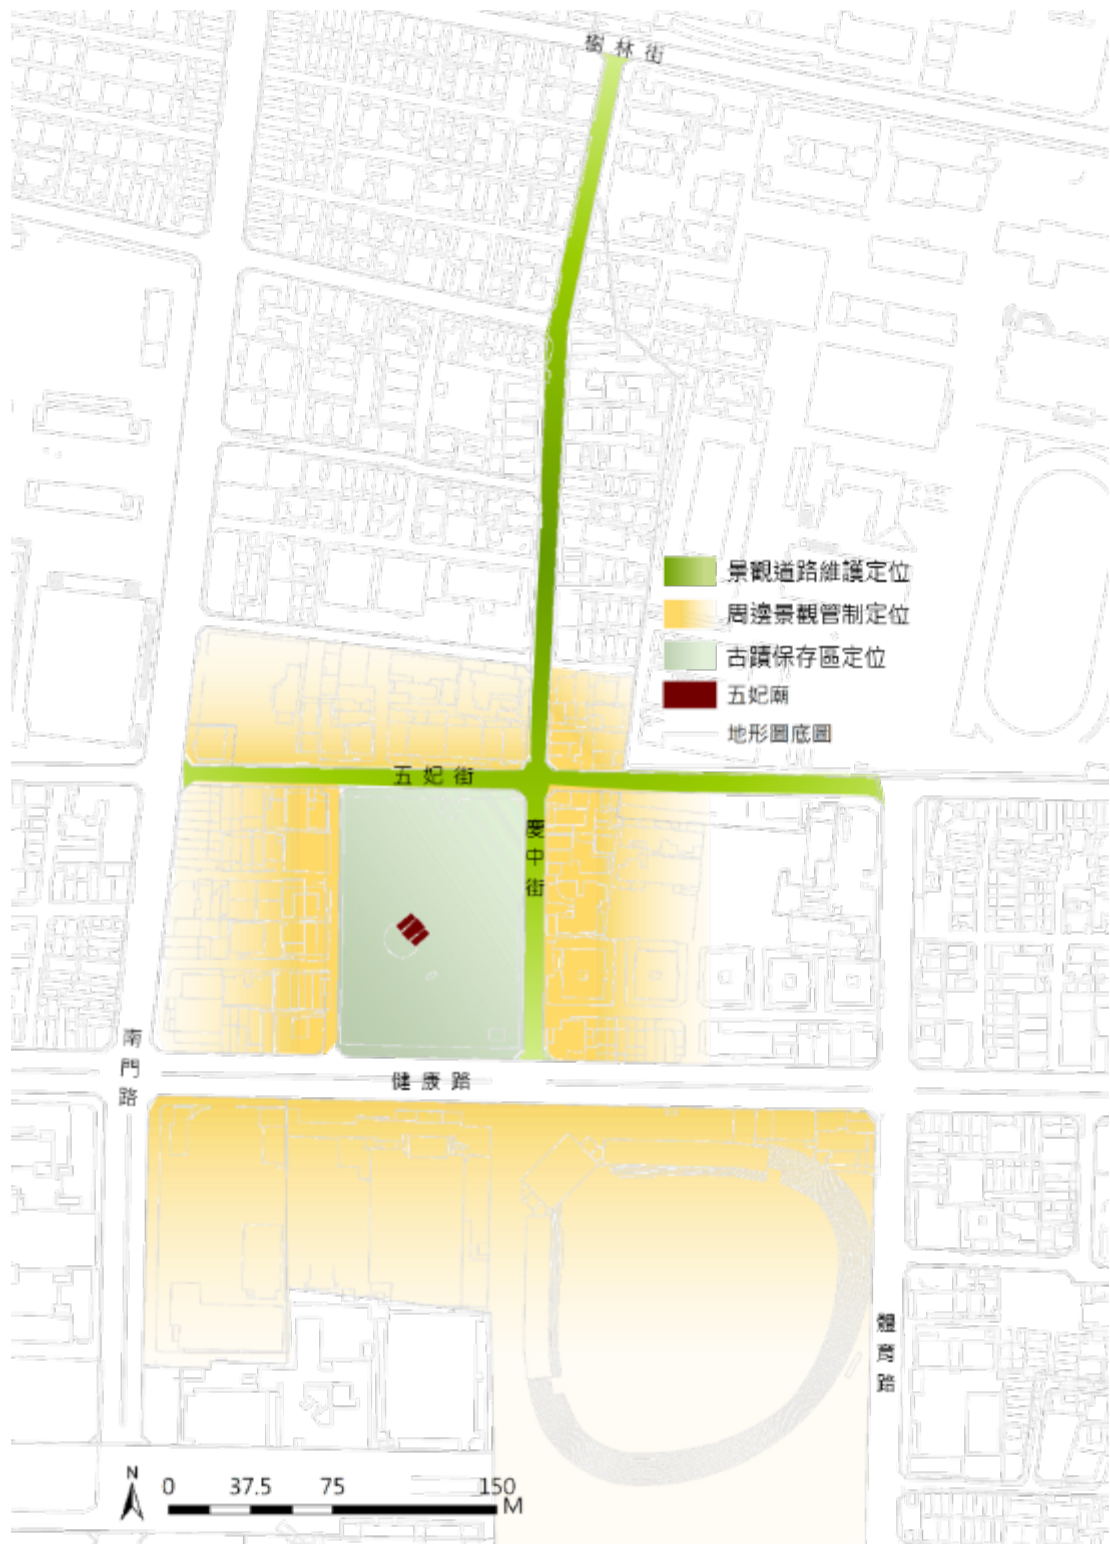 樹林街
景觀道路維護定位
周邊景觀管制定位
古蹟保存區定位
五妃廟
地形圖底圖
五妃街
慶中街
南門路
健康路
體育路
N
0 37.5 75 150 M